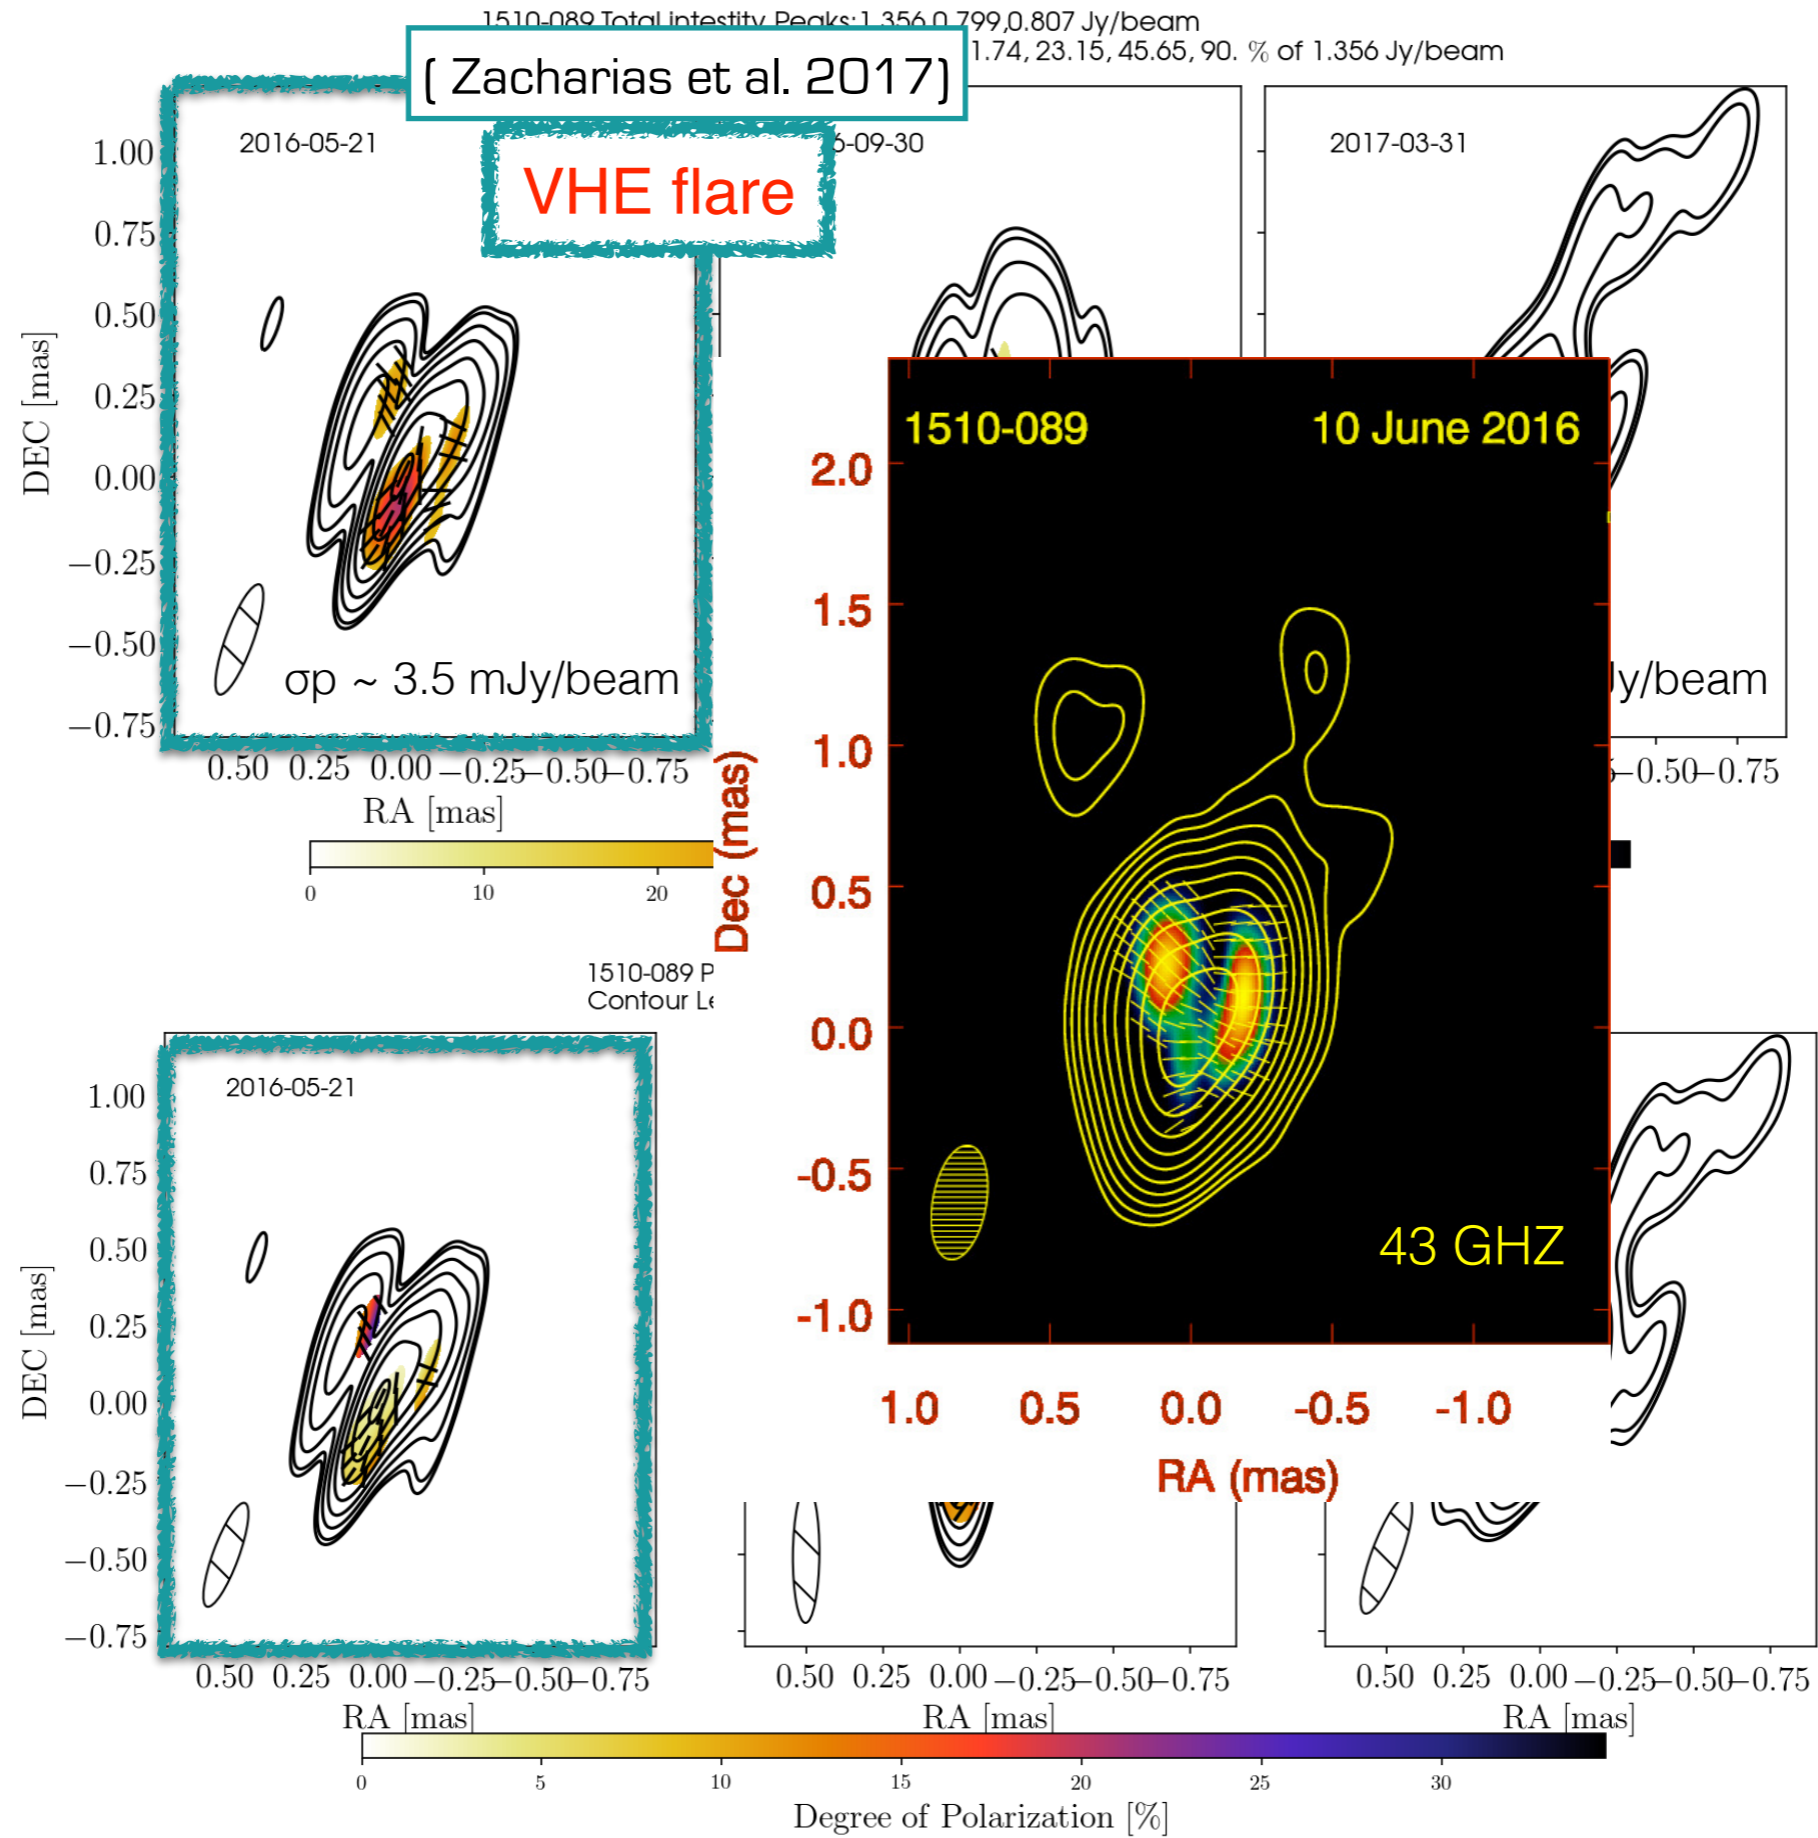 1510-089 Total intestity Peaks: 1.356,0.799,0.807 Jy/beam
1.74, 23.15, 45.65, 90. % of 1.356 Jy/beam
( Zacharias et al. 2017)
VHE flare
2016-05-21
6-09-30
2017-03-31
1.00
0.75
0.50
0.25
0.00
−0.25
−0.50
−0.75
DEC [mas]
σp ~ 3.5 mJy/beam
Jy/beam
0.50 0.25 0.00 −0.25 −0.50 −0.75
−0.50 −0.75
RA [mas]
0 10 20
1510-089
10 June 2016
2.0
1.5
1.0
0.5
0.0
-0.5
-1.0
Dec (mas)
43 GHZ
1.0 0.5 0.0 -0.5 -1.0
RA (mas)
1510-089 P
Contour Le
2016-05-21
1.00
0.75
0.50
0.25
0.00
−0.25
−0.50
−0.75
DEC [mas]
0.50 0.25 0.00 −0.25 −0.50 −0.75
0.50 0.25 0.00 −0.25 −0.50 −0.75
0.50 0.25 0.00 −0.25 −0.50 −0.75
RA [mas]
RA [mas]
RA [mas]
0 5 10 15 20 25 30
Degree of Polarization [%]